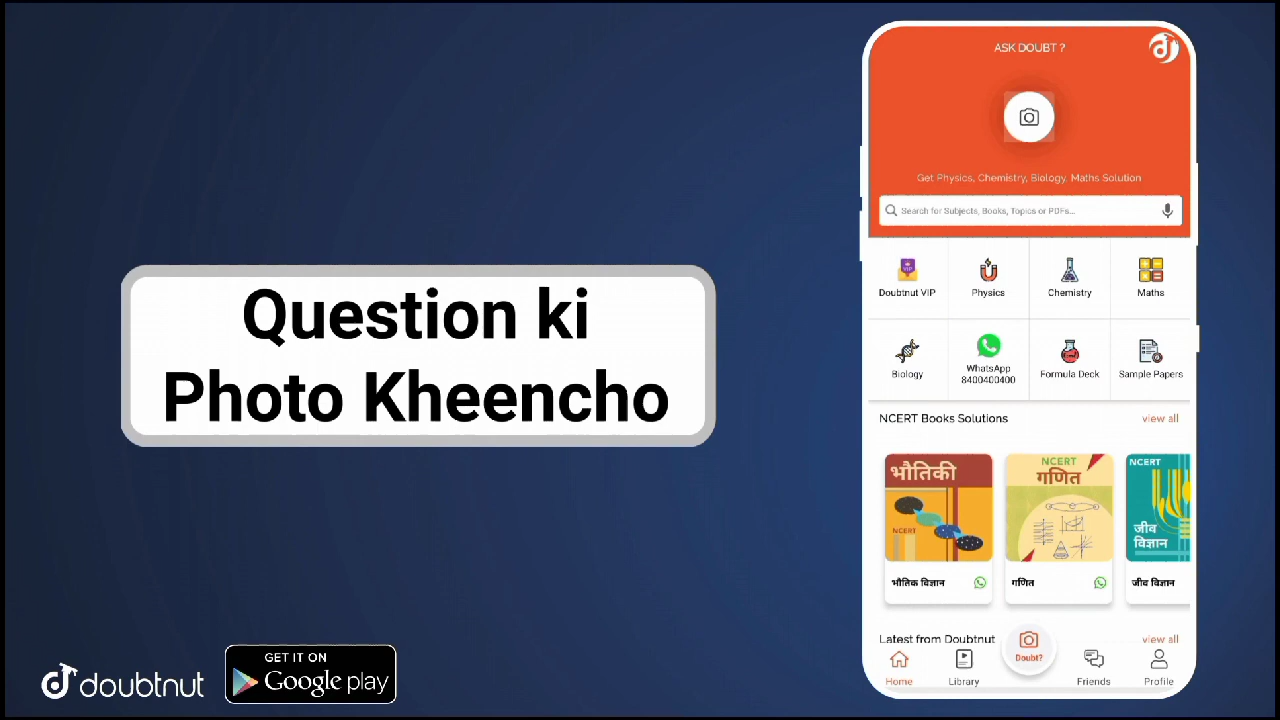 Question ki
Photo Kheencho
doubtnut
GET IT ON
Google play
ASK DOUBT ?
Get Physics, Chemistry, Biology, Maths Solution
Search for Subjects, Books, Topics or PDFs...
Doubtnut VIP
Physics
Chemistry
Maths
Biology
WhatsApp
8400400400
Formula Deck
Sample Papers
NCERT Books Solutions
view all
भौतिकी
NCERT
भौतिक विज्ञान
NCERT
गणित
गणित
NCERT
जीव
विज्ञान
जीव विज्ञान
Latest from Doubtnut
view all
Doubt?
Home
Library
Friends
Profile